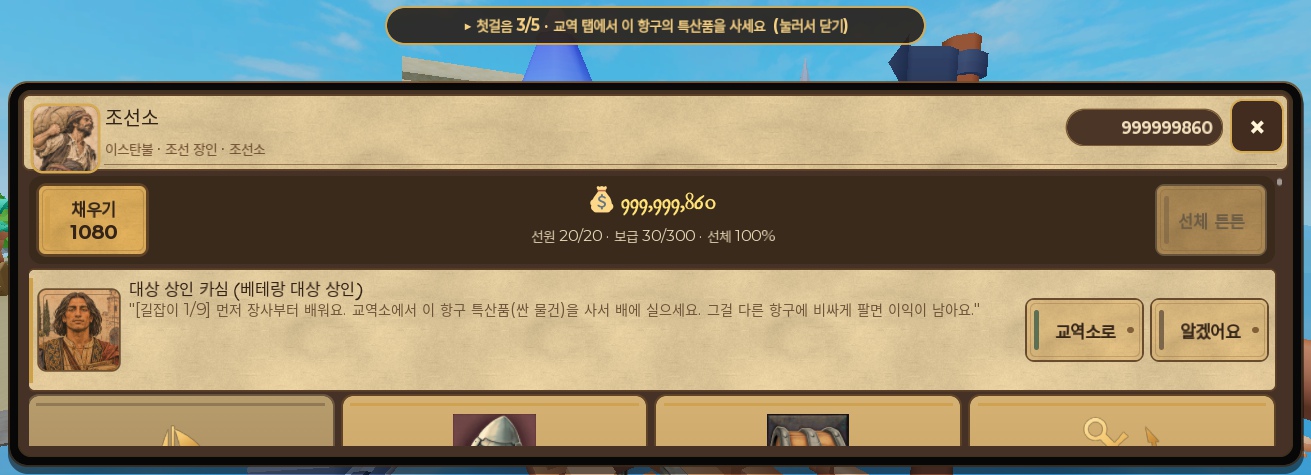 ▸ 첫걸음 3/5 · 교역 탭에서 이 항구의 특산품을 사세요 (눌러서 닫기)
조선소
999999860
×
이스탄불 · 조선 장인 · 조선소
채우기
1080
999,999,860
선원 20/20 · 보급 30/300 · 선체 100%
선체 튼튼
대상 상인 카심 (베테랑 대상 상인)
"[길잡이 1/9] 먼저 장사부터 배워요. 교역소에서 이 항구 특산품(싼 물건)을 사서 배에 실으세요. 그걸 다른 항구에 비싸게 팔면 이익이 남아요."
교역소로
알겠어요